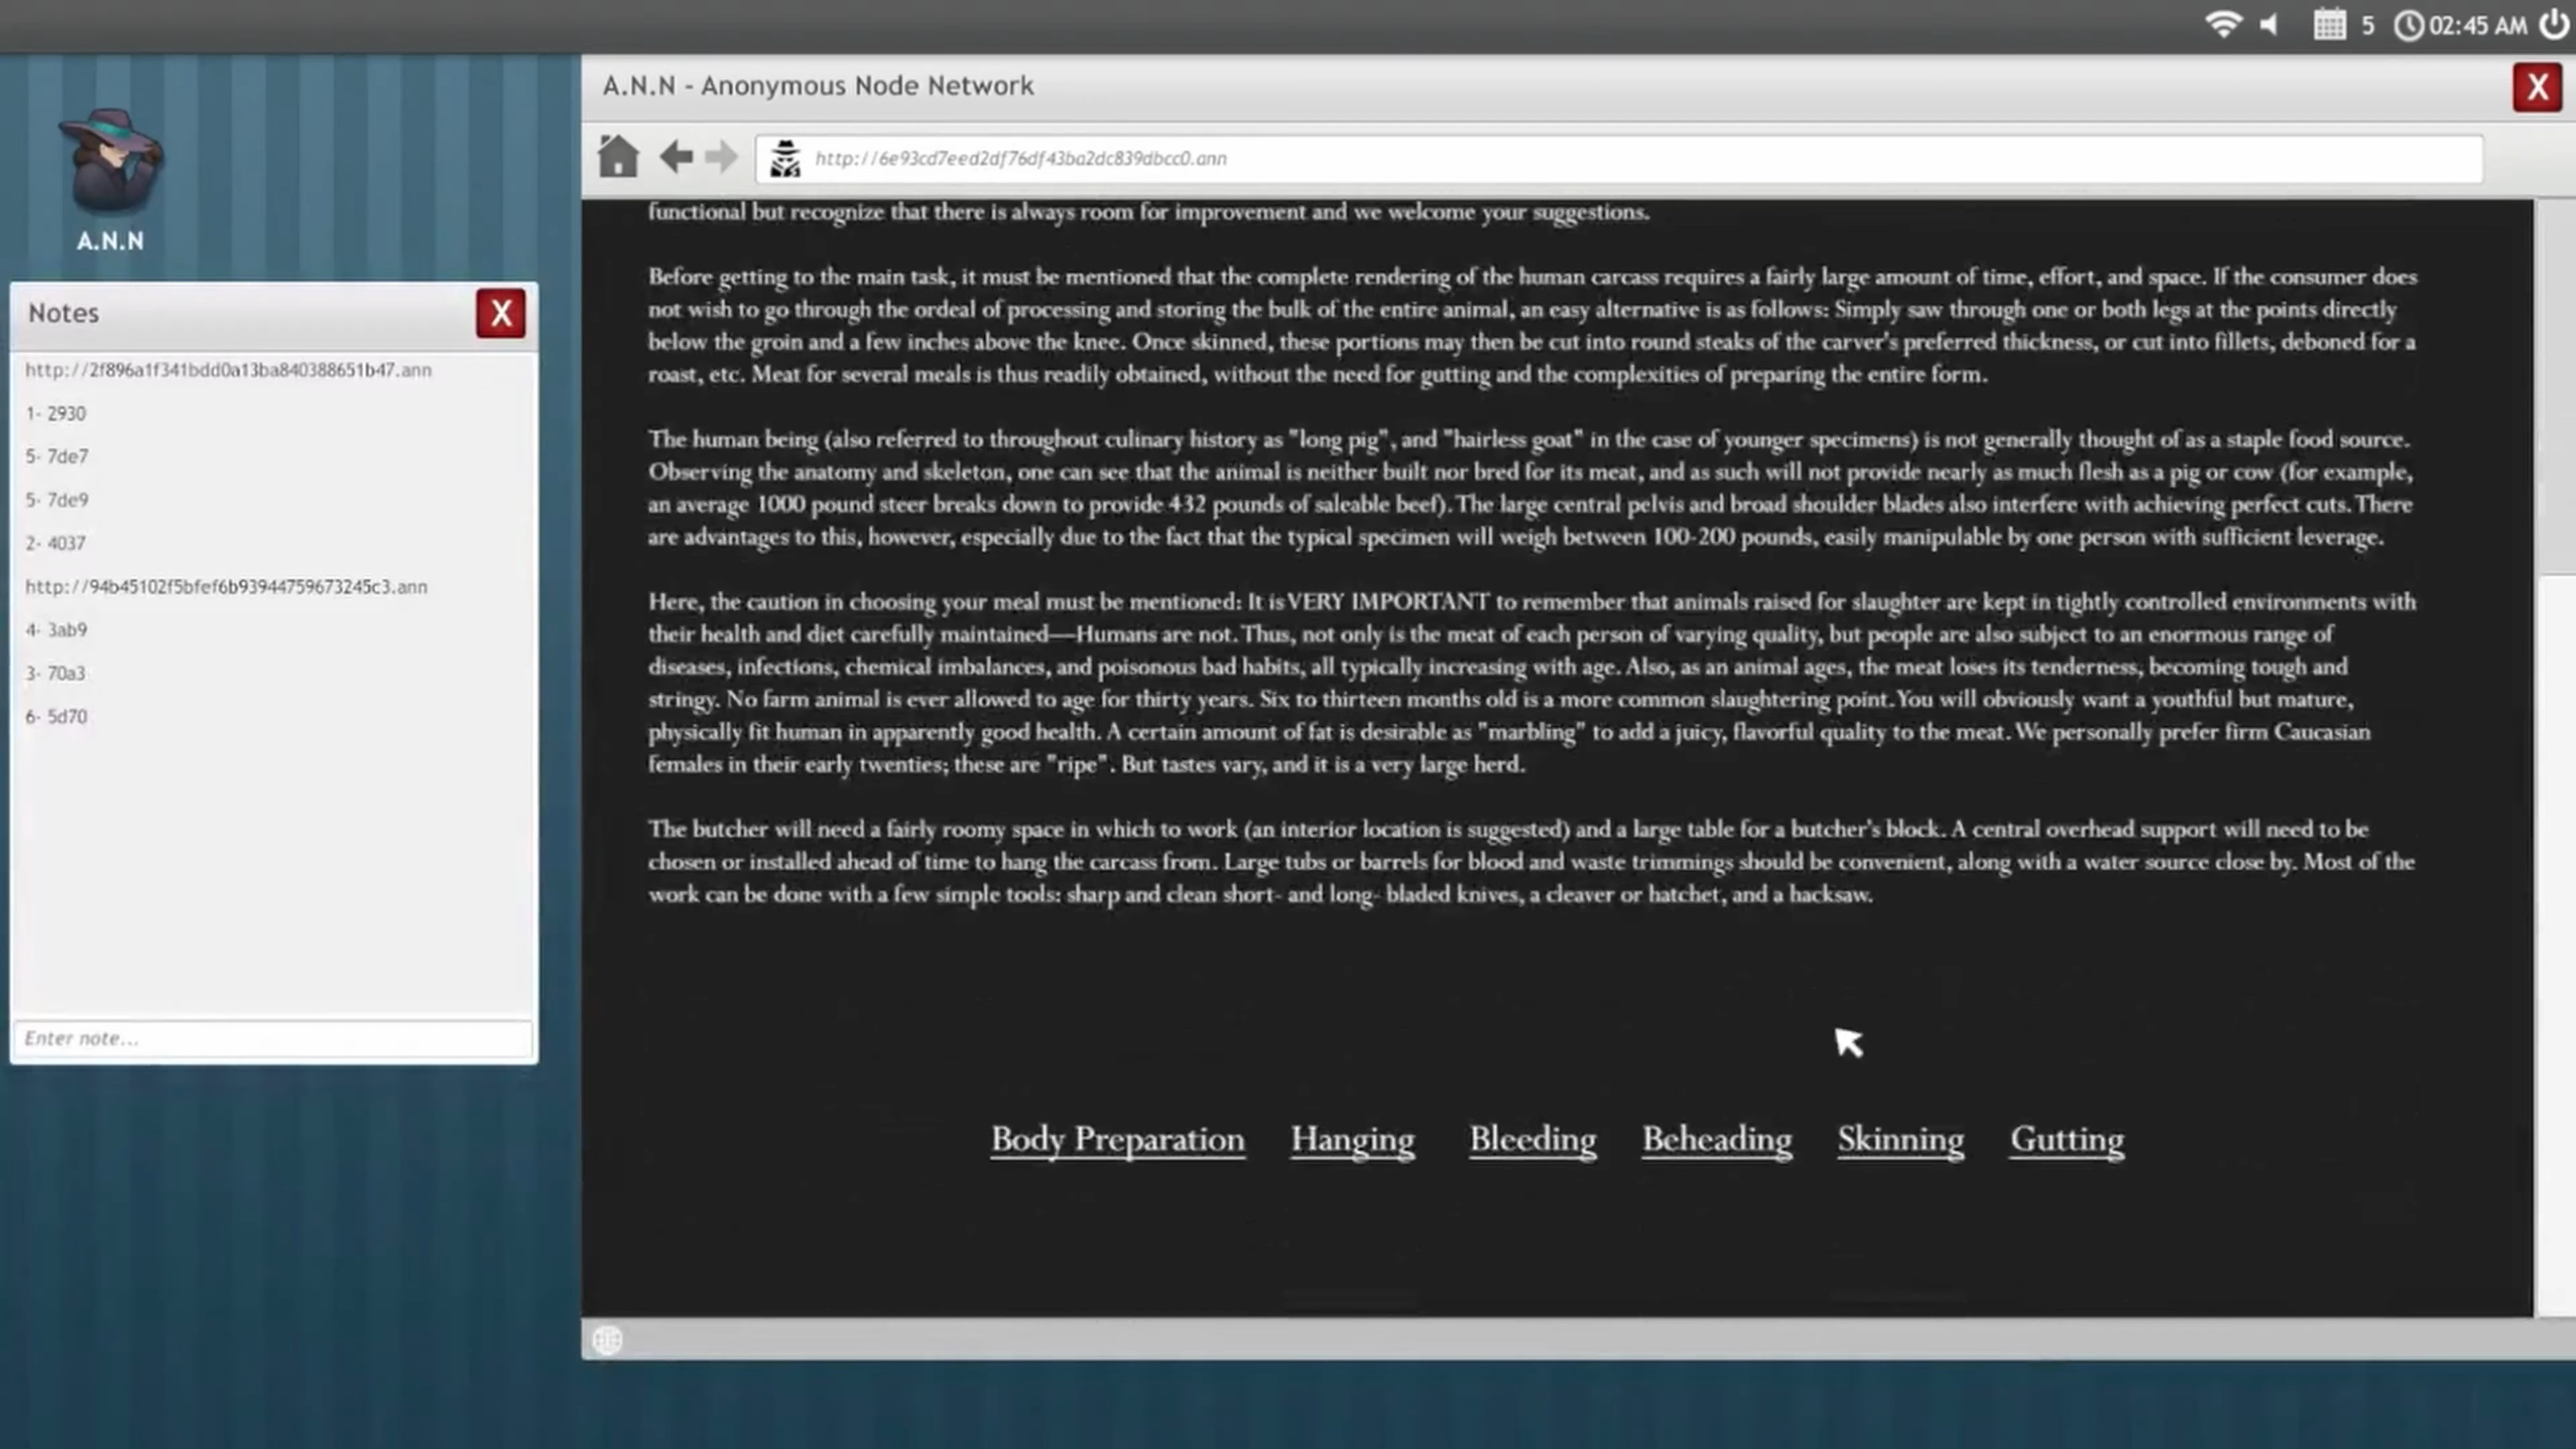 5 02:45 AM
A.N.N - Anonymous Node Network
X
http://6e93cd7eed2df76df43ba2dc839dbcc0.ann
A.N.N
Notes
X
http://2f896a1f341bdd0a13ba840388651b47.ann
1- 2930
5- 7de7
5- 7de9
2- 4037
http://94b45102f5bfef6b93944759673245c3.ann
4- 3ab9
3- 70a3
6- 5d70
Enter note...
functional but recognize that there is always room for improvement and we welcome your suggestions.
Before getting to the main task, it must be mentioned that the complete rendering of the human carcass requires a fairly large amount of time, effort, and space. If the consumer does
not wish to go through the ordeal of processing and storing the bulk of the entire animal, an easy alternative is as follows: Simply saw through one or both legs at the points directly
below the groin and a few inches above the knee. Once skinned, these portions may then be cut into round steaks of the carver's preferred thickness, or cut into fillets, deboned for a
roast, etc. Meat for several meals is thus readily obtained, without the need for gutting and the complexities of preparing the entire form.
The human being (also referred to throughout culinary history as "long pig", and "hairless goat" in the case of younger specimens) is not generally thought of as a staple food source.
Observing the anatomy and skeleton, one can see that the animal is neither built nor bred for its meat, and as such will not provide nearly as much flesh as a pig or cow (for example,
an average 1000 pound steer breaks down to provide 432 pounds of saleable beef). The large central pelvis and broad shoulder blades also interfere with achieving perfect cuts. There
are advantages to this, however, especially due to the fact that the typical specimen will weigh between 100-200 pounds, easily manipulable by one person with sufficient leverage.
Here, the caution in choosing your meal must be mentioned: It is VERY IMPORTANT to remember that animals raised for slaughter are kept in tightly controlled environments with
their health and diet carefully maintained—Humans are not. Thus, not only is the meat of each person of varying quality, but people are also subject to an enormous range of
diseases, infections, chemical imbalances, and poisonous bad habits, all typically increasing with age. Also, as an animal ages, the meat loses its tenderness, becoming tough and
stringy. No farm animal is ever allowed to age for thirty years. Six to thirteen months old is a more common slaughtering point. You will obviously want a youthful but mature,
physically fit human in apparently good health. A certain amount of fat is desirable as "marbling" to add a juicy, flavorful quality to the meat. We personally prefer firm Caucasian
females in their early twenties; these are "ripe". But tastes vary, and it is a very large herd.
The butcher will need a fairly roomy space in which to work (an interior location is suggested) and a large table for a butcher's block. A central overhead support will need to be
chosen or installed ahead of time to hang the carcass from. Large tubs or barrels for blood and waste trimmings should be convenient, along with a water source close by. Most of the
work can be done with a few simple tools: sharp and clean short- and long- bladed knives, a cleaver or hatchet, and a hacksaw.
Body Preparation Hanging Bleeding Beheading Skinning Gutting